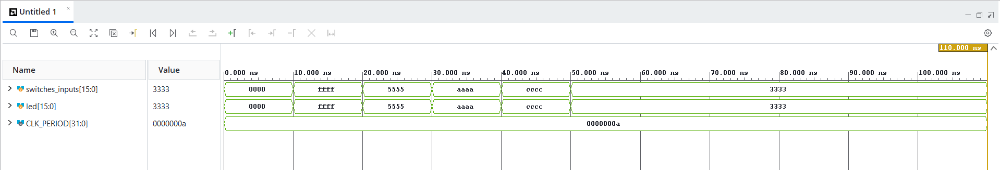 Untitled 1
110.000 ns
Name Value
0.000 ns 10.000 ns 20.000 ns 30.000 ns 40.000 ns 50.000 ns 60.000 ns 70.000 ns 80.000 ns 90.000 ns 100.000 ns
switches_inputs[15:0] 3333 0000 ffff 5555 aaaa cccc 3333
led[15:0] 3333 0000 ffff 5555 aaaa cccc 3333
CLK_PERIOD[31:0] 0000000a 0000000a